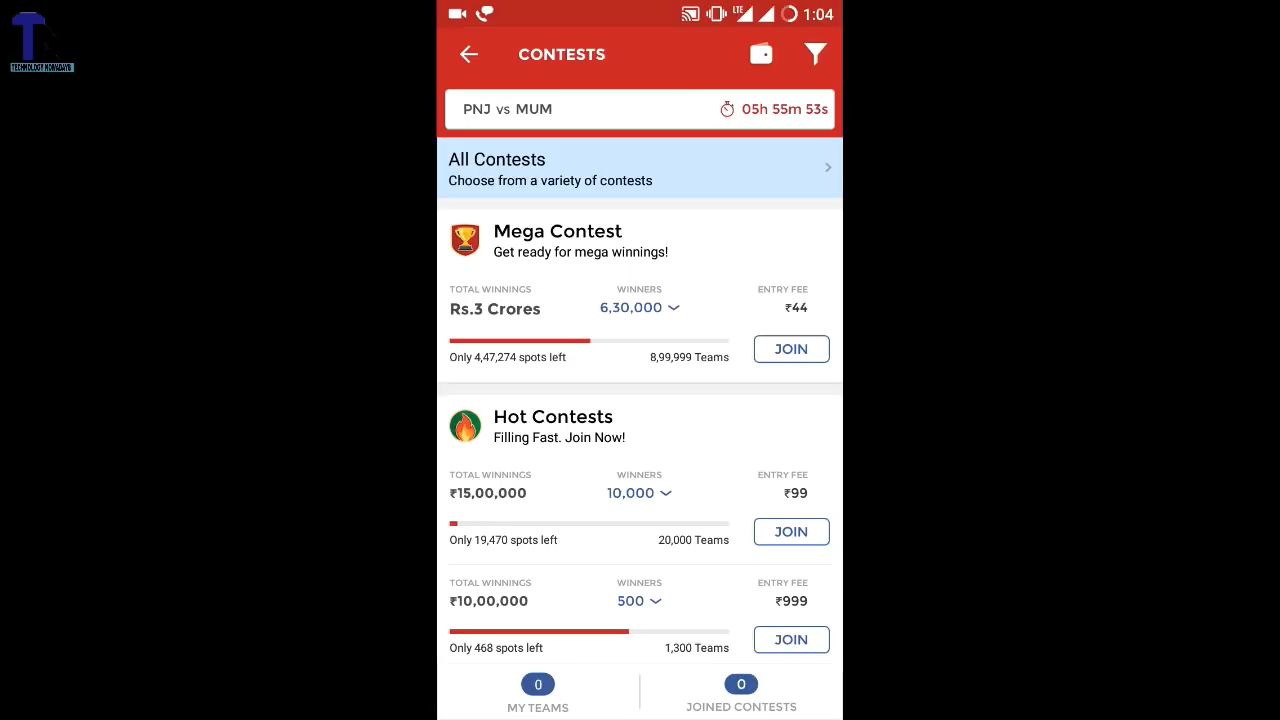 TECHNOLOGY NOWADAYS
LTE 1:04
CONTESTS
PNJ vs MUM 05h 55m 53s
All Contests
Choose from a variety of contests
Mega Contest
Get ready for mega winnings!
TOTAL WINNINGS WINNERS ENTRY FEE
Rs.3 Crores 6,30,000 ₹44
Only 4,47,274 spots left 8,99,999 Teams JOIN
Hot Contests
Filling Fast. Join Now!
TOTAL WINNINGS WINNERS ENTRY FEE
₹15,00,000 10,000 ₹99
Only 19,470 spots left 20,000 Teams JOIN
TOTAL WINNINGS WINNERS ENTRY FEE
₹10,00,000 500 ₹999
Only 468 spots left 1,300 Teams JOIN
0 0
MY TEAMS JOINED CONTESTS